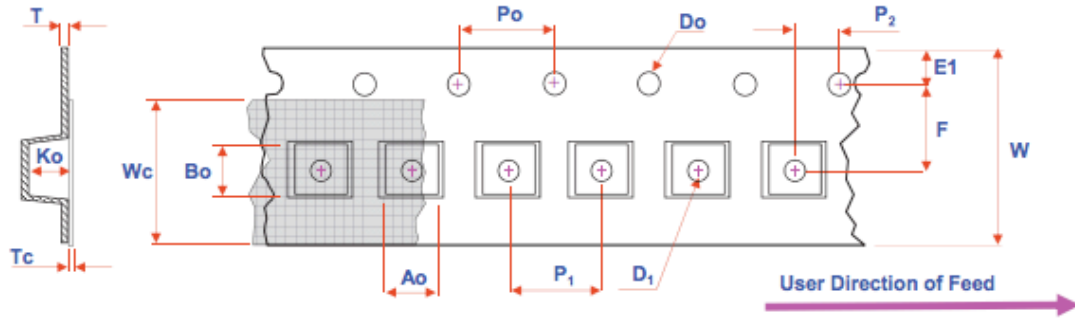 T
Po
Do
P₂
E1
F
W
Wc
Ko
Bo
Tc
Ao
P₁
D₁
User Direction of Feed